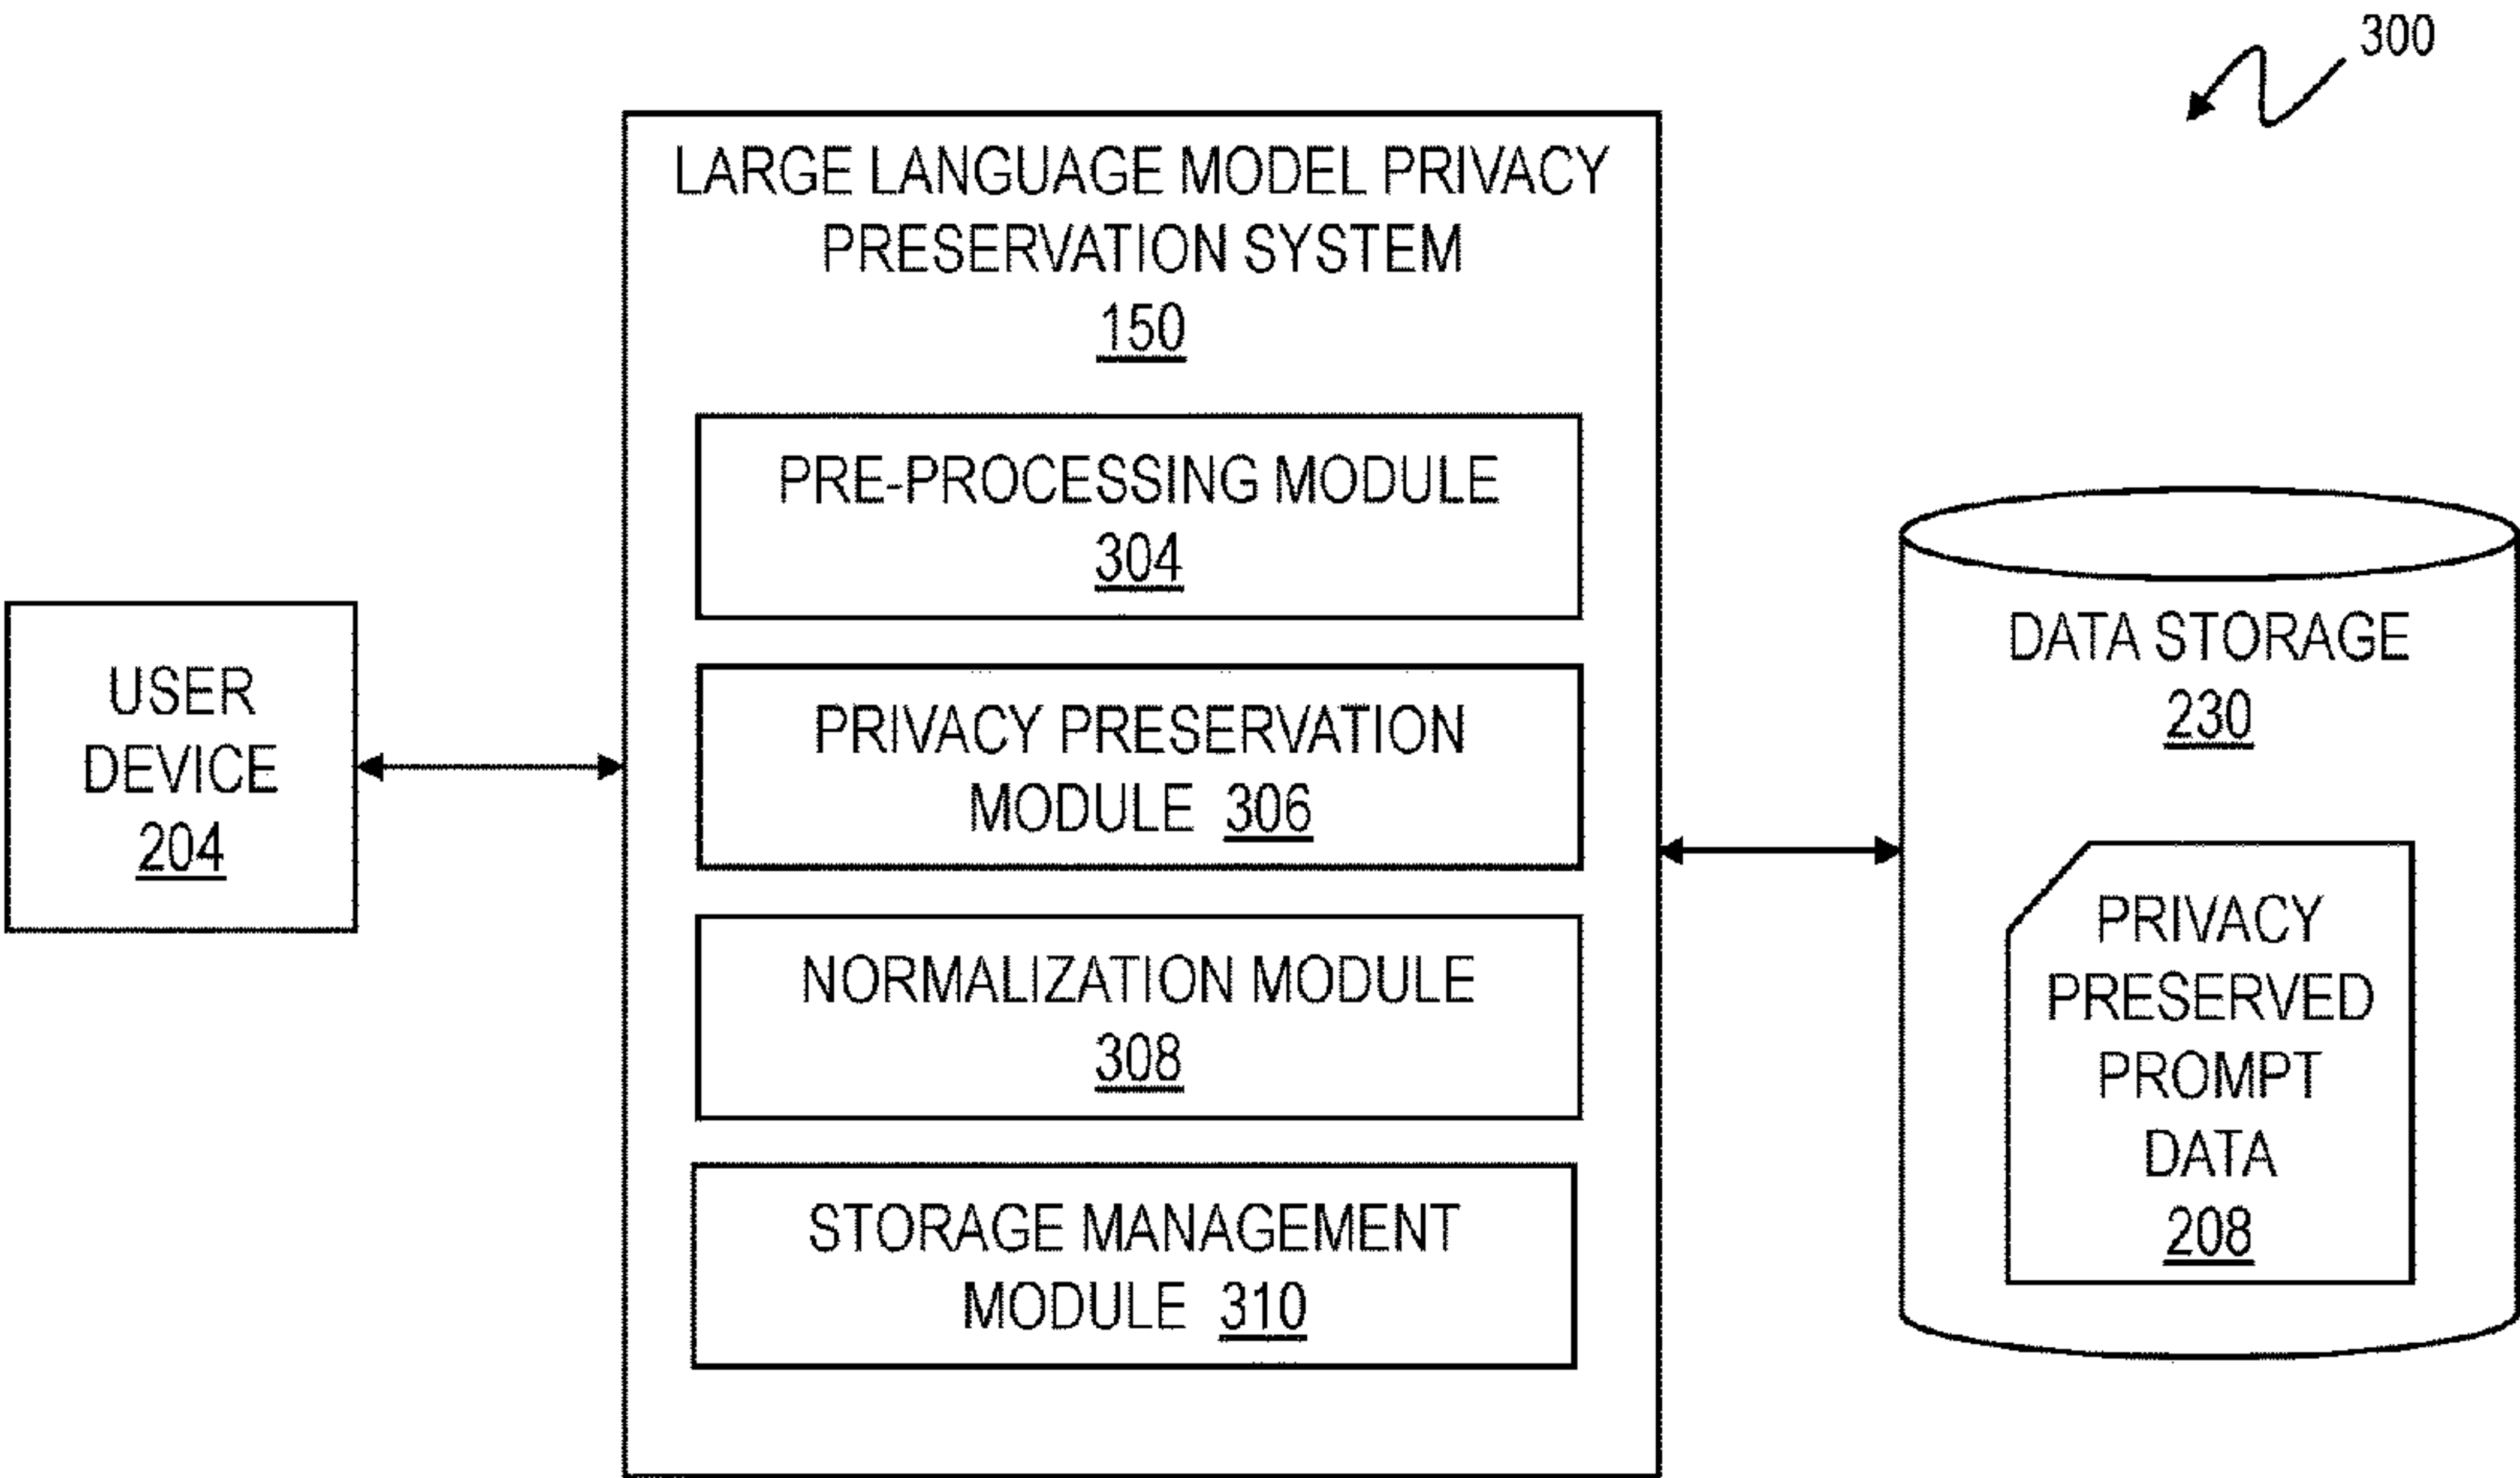 300
LARGE LANGUAGE MODEL PRIVACY
PRESERVATION SYSTEM
150
PRE-PROCESSING MODULE
304
PRIVACY PRESERVATION
MODULE 306
NORMALIZATION MODULE
308
STORAGE MANAGEMENT
MODULE 310
USER
DEVICE
204
DATA STORAGE
230
PRIVACY
PRESERVED
PROMPT
DATA
208